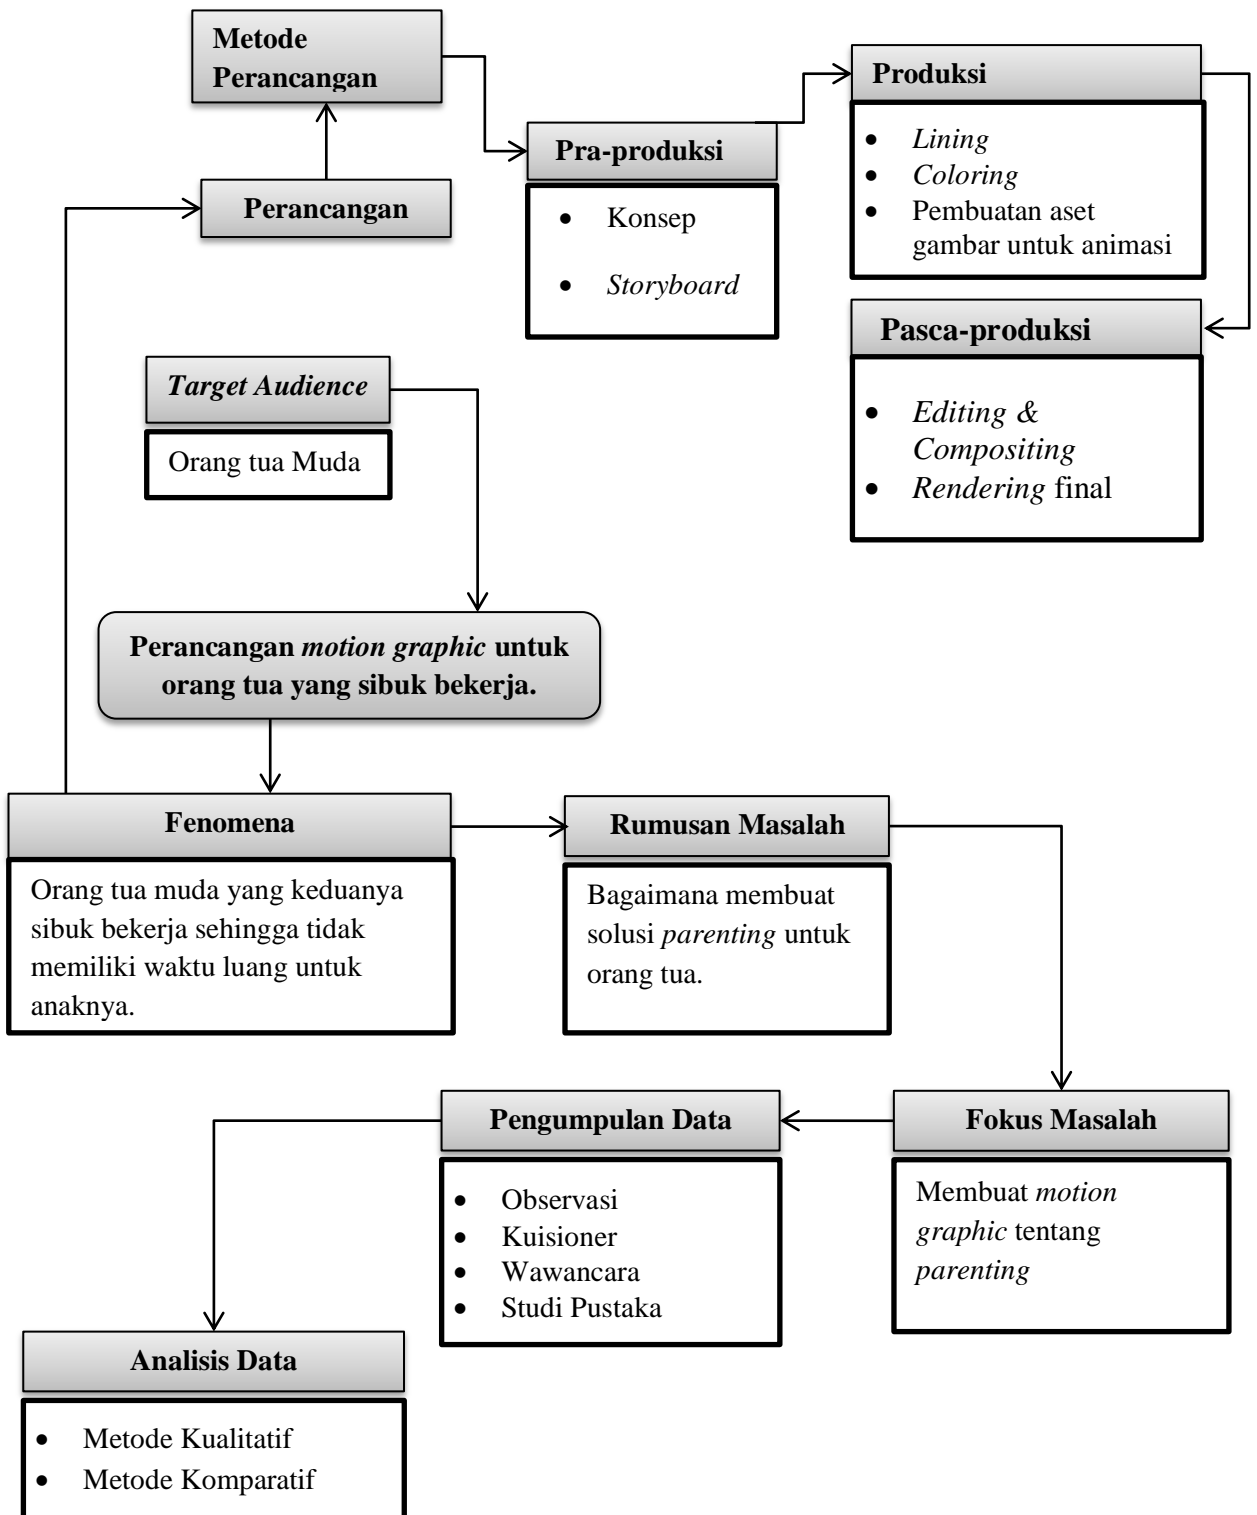 Metode
Perancangan
Produksi
Lining
Coloring
Pembuatan aset
gambar untuk animasi
Pra-produksi
Konsep
Storyboard
Perancangan
Pasca-produksi
Editing &
Compositing
Rendering final
Target Audience
Orang tua Muda
Perancangan motion graphic untuk
orang tua yang sibuk bekerja.
Fenomena
Orang tua muda yang keduanya
sibuk bekerja sehingga tidak
memiliki waktu luang untuk
anaknya.
Rumusan Masalah
Bagaimana membuat
solusi parenting untuk
orang tua.
Fokus Masalah
Membuat motion
graphic tentang
parenting
Pengumpulan Data
Observasi
Kuisioner
Wawancara
Studi Pustaka
Analisis Data
Metode Kualitatif
Metode Komparatif